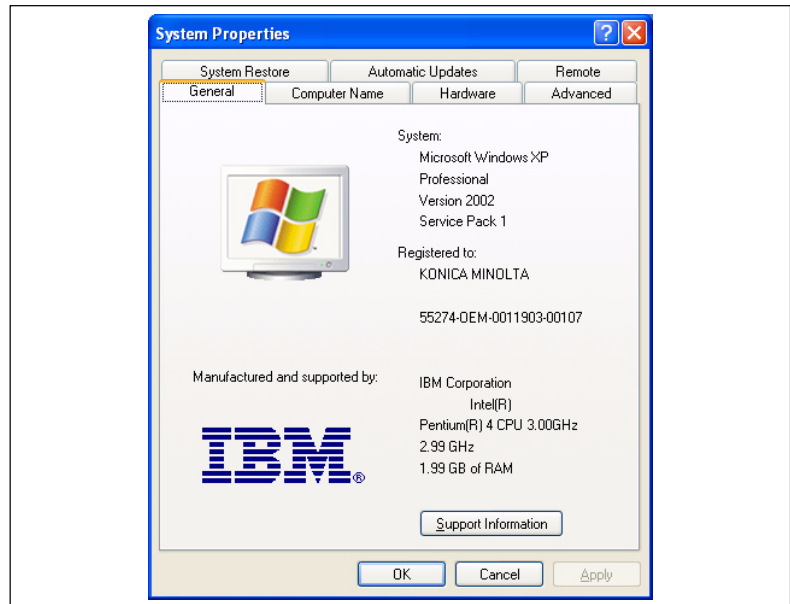 System Properties
System Restore Automatic Updates Remote
General Computer Name Hardware Advanced
System:
Microsoft Windows XP
Professional
Version 2002
Service Pack 1
Registered to:
KONICA MINOLTA
55274-OEM-0011903-00107
Manufactured and supported by:
IBM Corporation
Intel(R)
Pentium(R) 4 CPU 3.00GHz
2.99 GHz
1.99 GB of RAM
IBM®
Support Information
OK Cancel Apply